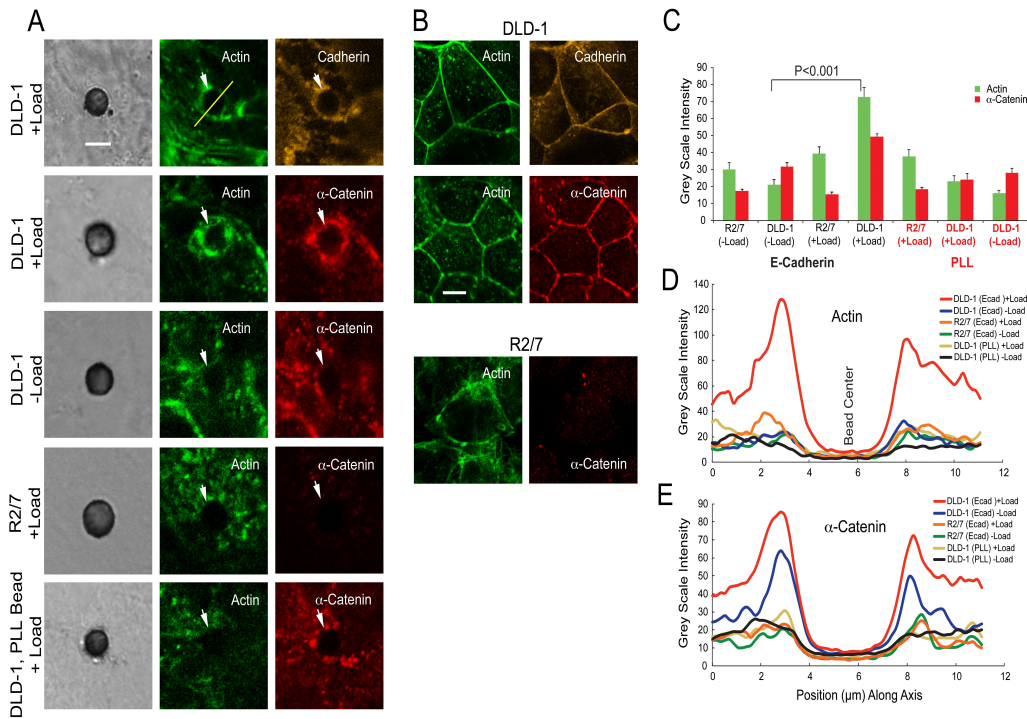 A
DLD-1
+Load
Actin
Cadherin
DLD-1
+Load
Actin
α-Catenin
DLD-1
-Load
Actin
α-Catenin
R2/7
+Load
Actin
α-Catenin
DLD-1, PLL Bead
+ Load
Actin
α-Catenin
B
DLD-1
Actin
Cadherin
Actin
α-Catenin
R2/7
Actin
α-Catenin
C
P<0.001
Actin
α-Catenin
Grey Scale Intensity
90
80
70
60
50
40
30
20
10
0
R2/7
(-Load)
DLD-1
(-Load)
R2/7
(+Load)
DLD-1
(+Load)
R2/7
(+Load)
DLD-1
(+Load)
DLD-1
(-Load)
E-Cadherin
PLL
D
Actin
Grey Scale Intensity
140
120
100
80
60
40
20
0
0
2
4
6
8
10
12
Bead Center
DLD-1 (Ecad )+Load
DLD-1 (Ecad) -Load
R2/7 (Ecad) +Load
R2/7 (Ecad) -Load
DLD-1 (PLL) +Load
DLD-1 (PLL) -Load
E
α-Catenin
Grey Scale Intensity
90
80
70
60
50
40
30
20
10
0
0
2
4
6
8
10
12
DLD-1 (Ecad )+Load
DLD-1 (Ecad) -Load
R2/7 (Ecad) +Load
R2/7 (Ecad) -Load
DLD-1 (PLL) +Load
DLD-1 (PLL) -Load
Position (μm) Along Axis